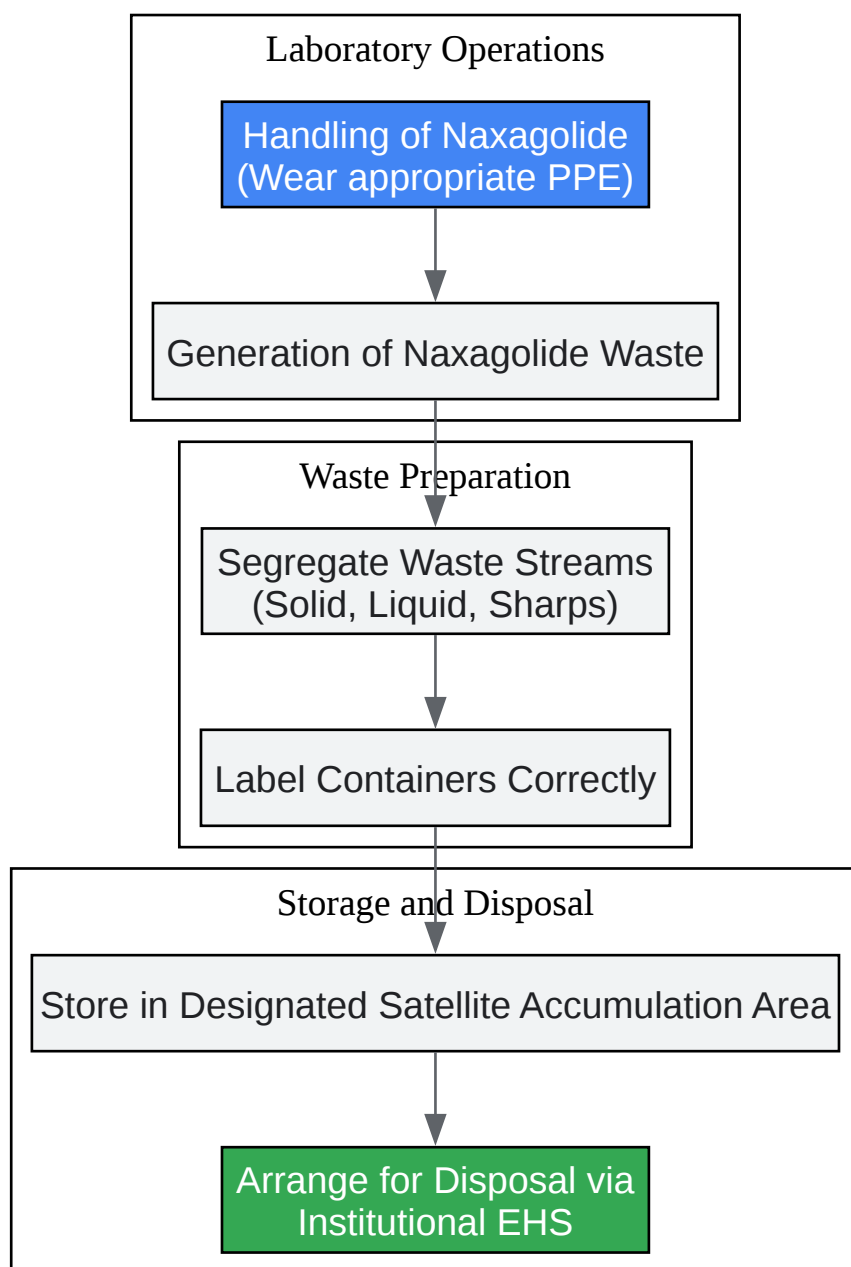 Laboratory Operations
Handling of Naxagolide
(Wear appropriate PPE)
Generation of Naxagolide Waste
Waste Preparation
Segregate Waste Streams
(Solid, Liquid, Sharps)
Label Containers Correctly
Storage and Disposal
Store in Designated Satellite Accumulation Area
Arrange for Disposal via
Institutional EHS